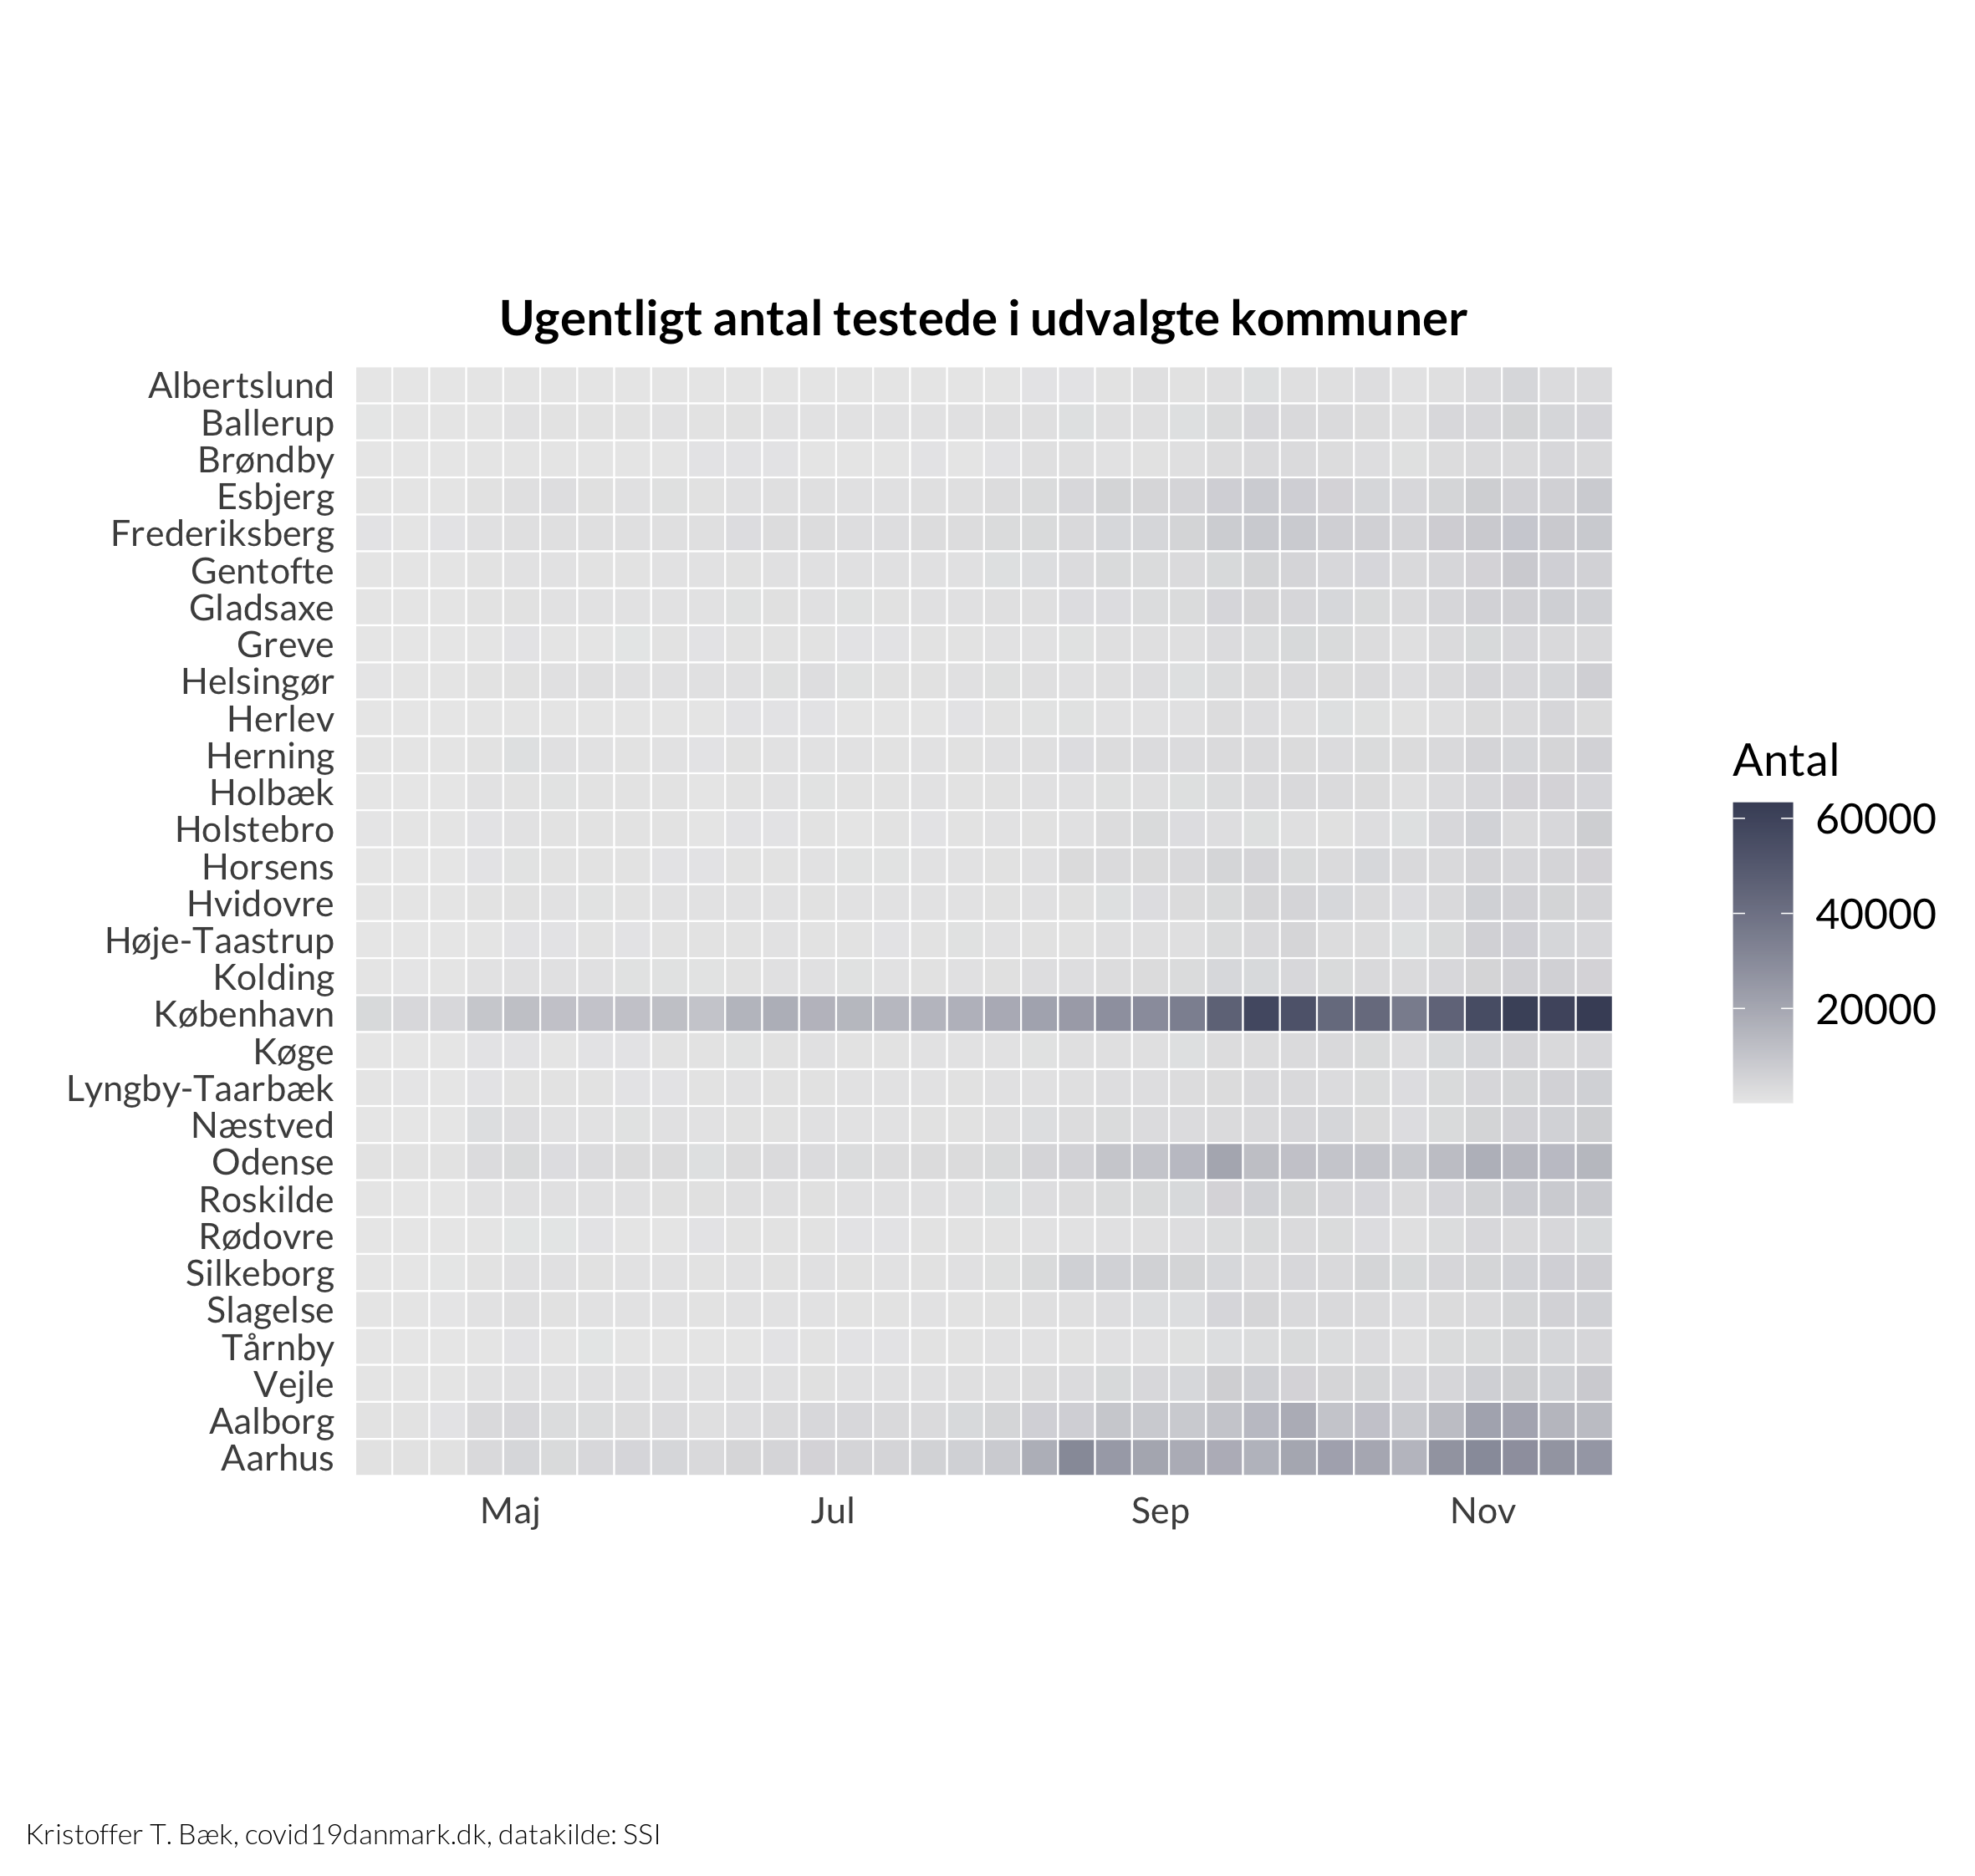 Ugentligt antal testede i udvalgte kommuner
Albertslund
Ballerup
Brøndby
Esbjerg
Frederiksberg
Gentofte
Gladsaxe
Greve
Helsingør
Herlev
Herning
Holbæk
Holstebro
Horsens
Hvidovre
Høje-Taastrup
Kolding
København
Køge
Lyngby-Taarbæk
Næstved
Odense
Roskilde
Rødovre
Silkeborg
Slagelse
Tårnby
Vejle
Aalborg
Aarhus
Maj Jul Sep Nov
Antal
60000
40000
20000
Kristoffer T. Bæk, covid19danmark.dk, datakilde: SSI